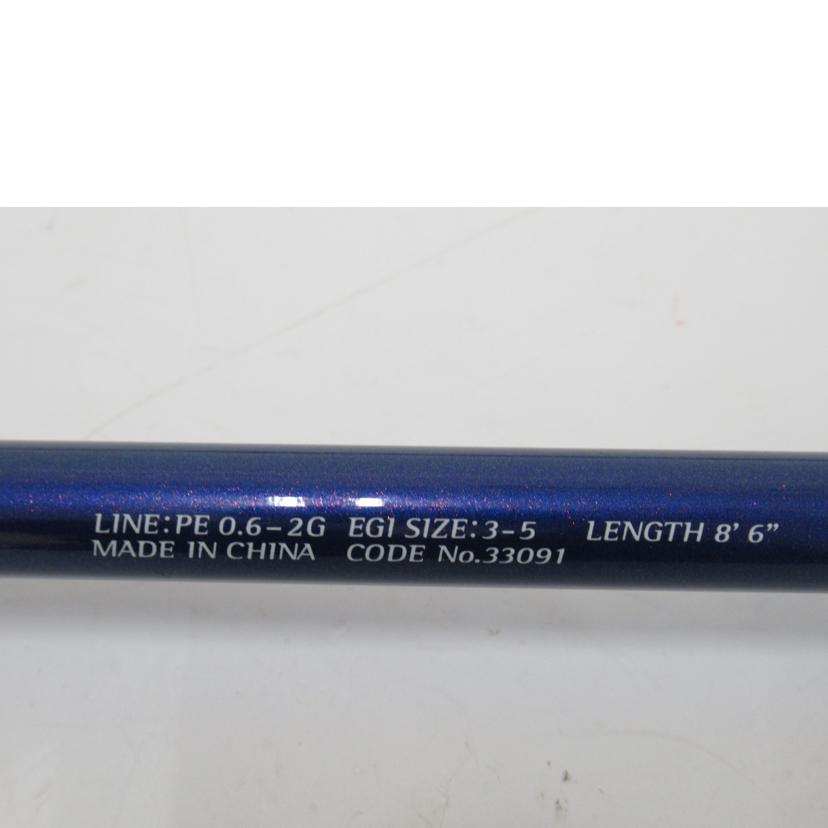 LINE:PE 0.6–2G EGI SIZE:3-5 LENGTH 8' 6”
MADE IN CHINA CODE No.33091